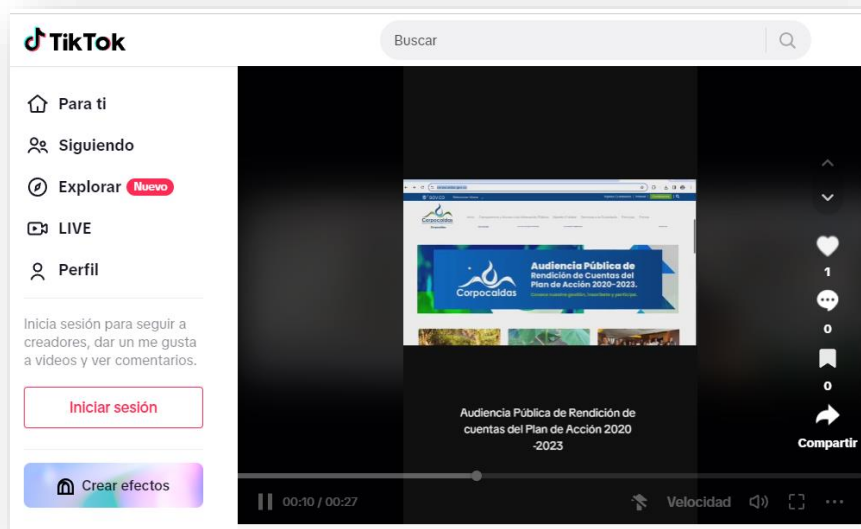 TikTok
Buscar
Para ti
Siguiendo
Explorar Nuevo
LIVE
Perfil
Inicia sesión para seguir a
creadores, dar un me gusta
a videos y ver comentarios.
Iniciar sesión
Crear efectos
Corpocaldas
Audiencia Pública de
Rendición de Cuentas del
Plan de Acción 2020-2023.
Corpocaldas
Audiencia Pública de Rendición de
cuentas del Plan de Acción 2020
-2023
1
0
0
Compartir
00:10 / 00:27
Velocidad